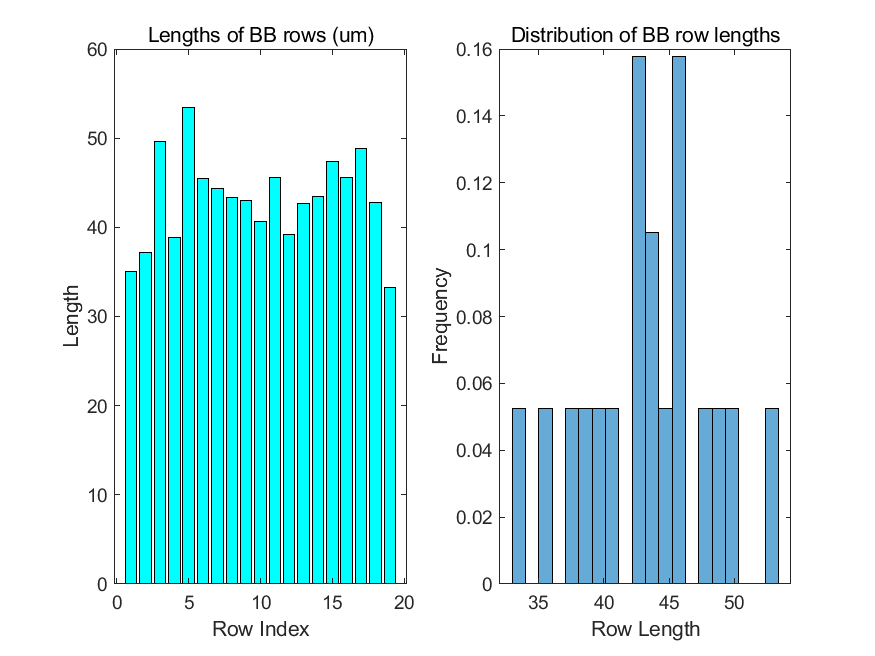 Lengths of BB rows (um)
60
50
40
30
20
10
0
Length
0 5 10 15 20
Row Index
Distribution of BB row lengths
0.16
0.14
0.12
0.1
0.08
0.06
0.04
0.02
0
Frequency
35 40 45 50
Row Length